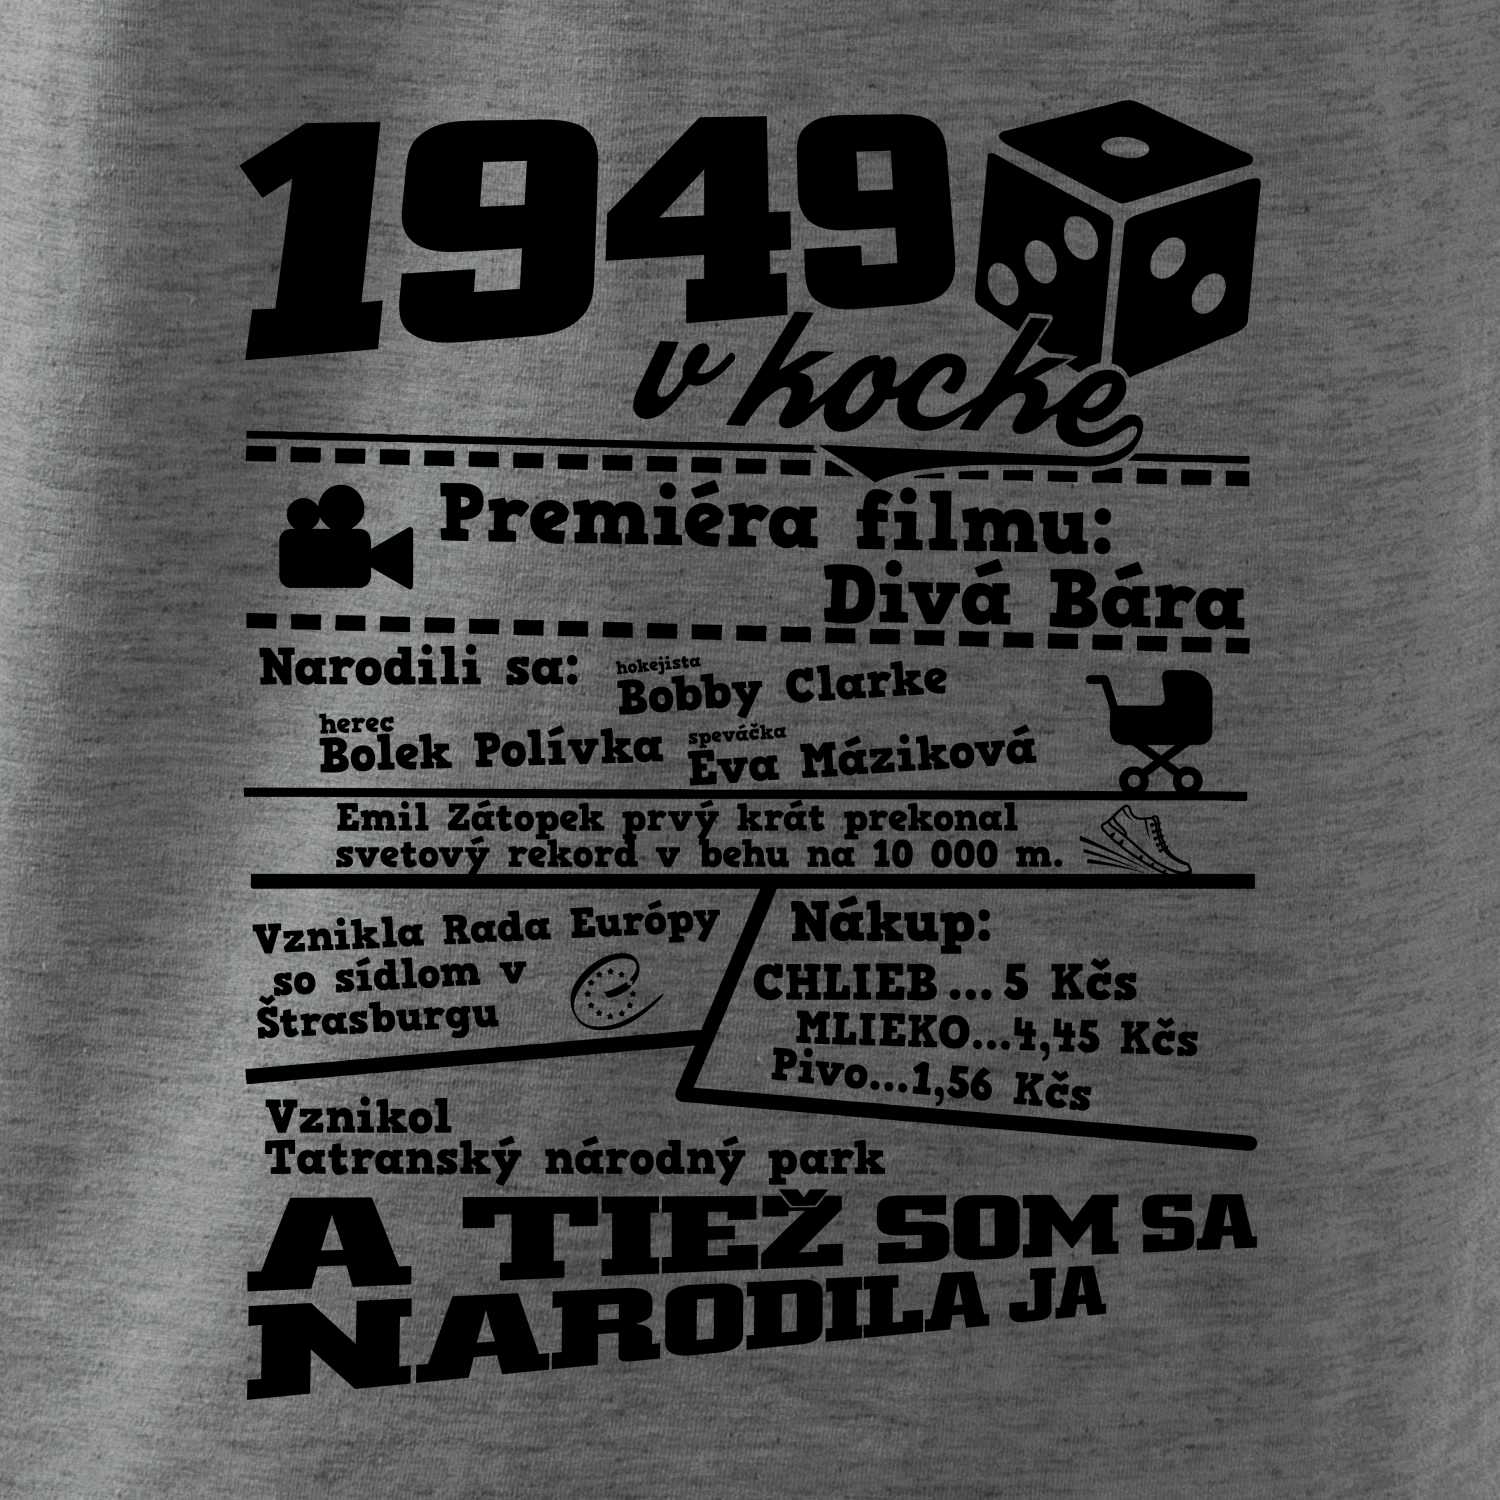 1949
v kocke
Premiéra filmu:
Divá Bára
Narodili sa:
hokejista
Bobby Clarke
herec
Bolek Polívka
speváčka
Eva Máziková
Emil Zátopek prvý krát prekonal
svetový rekord v behu na 10 000 m.
Vznikla Rada Európy
so sídlom v
Štrasburgu
Nákup:
CHLIEB... 5 Kčs
MLIEKO...4,45 Kčs
Pivo...1,56 Kčs
Vznikol
Tatranský národný park
A TIEŽ SOM SA
NARODILA JA